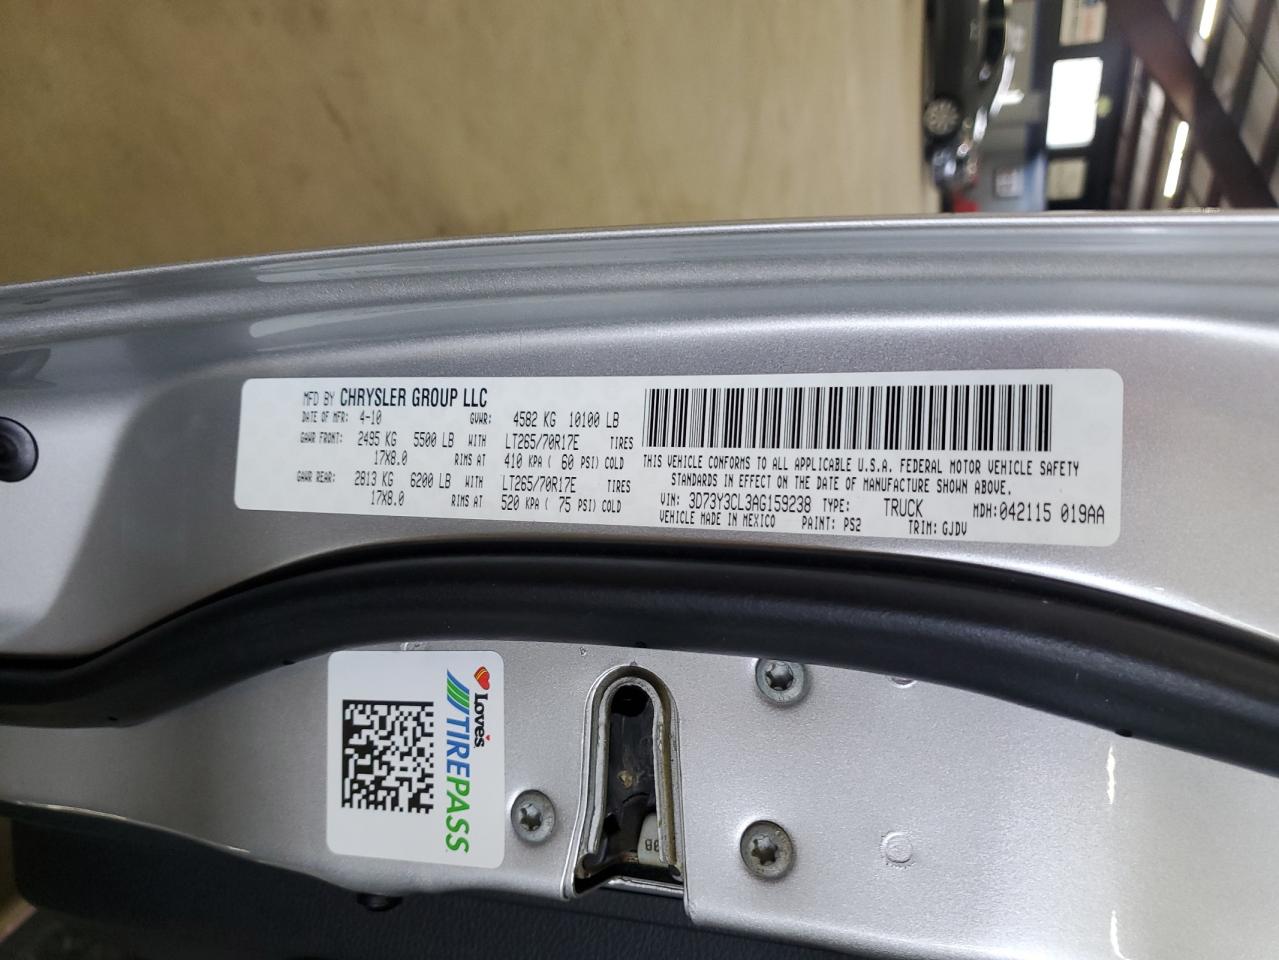 MFD BY CHRYSLER GROUP LLC
DATE OF MFR: 4-10 GVWR: 4582 KG 10100 LB
GAWR FRONT: 2495 KG 5500 LB WITH LT265/70R17E TIRES
17X8.0 RIMS AT 410 KPA ( 60 PSI) COLD
GAWR REAR: 2813 KG 6200 LB WITH LT265/70R17E TIRES
17X8.0 RIMS AT 520 KPA ( 75 PSI) COLD
THIS VEHICLE CONFORMS TO ALL APPLICABLE U.S.A. FEDERAL MOTOR VEHICLE SAFETY
STANDARDS IN EFFECT ON THE DATE OF MANUFACTURE SHOWN ABOVE.
VIN: 3D73Y3CL3AG159238 TYPE: TRUCK MDH:042115 019AA
VEHICLE MADE IN MEXICO PAINT: PS2 TRIM: GJDV
Love's
TIREPASS